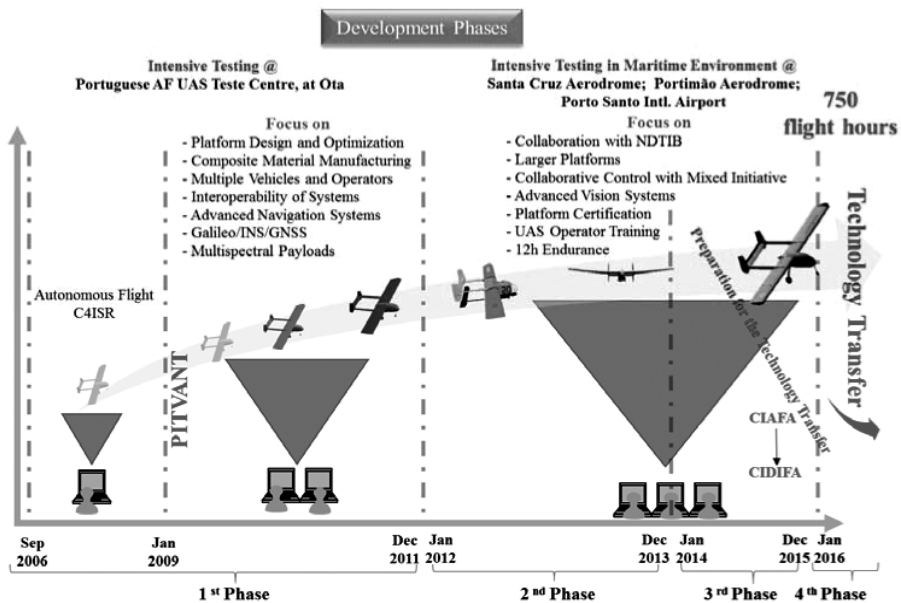 Development Phases
Intensive Testing @
Portuguese AF UAS Teste Centre, at Ota
Intensive Testing in Maritime Environment @
Santa Cruz Aerodrome; Portimão Aerodrome;
Porto Santo Intl. Airport
750
flight hours
Focus on
- Platform Design and Optimization
- Composite Material Manufacturing
- Multiple Vehicles and Operators
- Interoperability of Systems
- Advanced Navigation Systems
- Galileo/INS/GNSS
- Multispectral Payloads
Focus on
- Collaboration with NDTIB
- Larger Platforms
- Collaborative Control with Mixed Initiative
- Advanced Vision Systems
- Platform Certification
- UAS Operator Training
- 12h Endurance
Autonomous Flight
C4ISR
PITVANT
Preparation for the Technology Transfer
Technology Transfer
CIAFA
CIDIFA
Sep
2006
Jan
2009
Dec
2011
Jan
2012
Dec
2013
Jan
2014
Dec
2015
Jan
2016
1st Phase
2nd Phase
3rd Phase
4th Phase